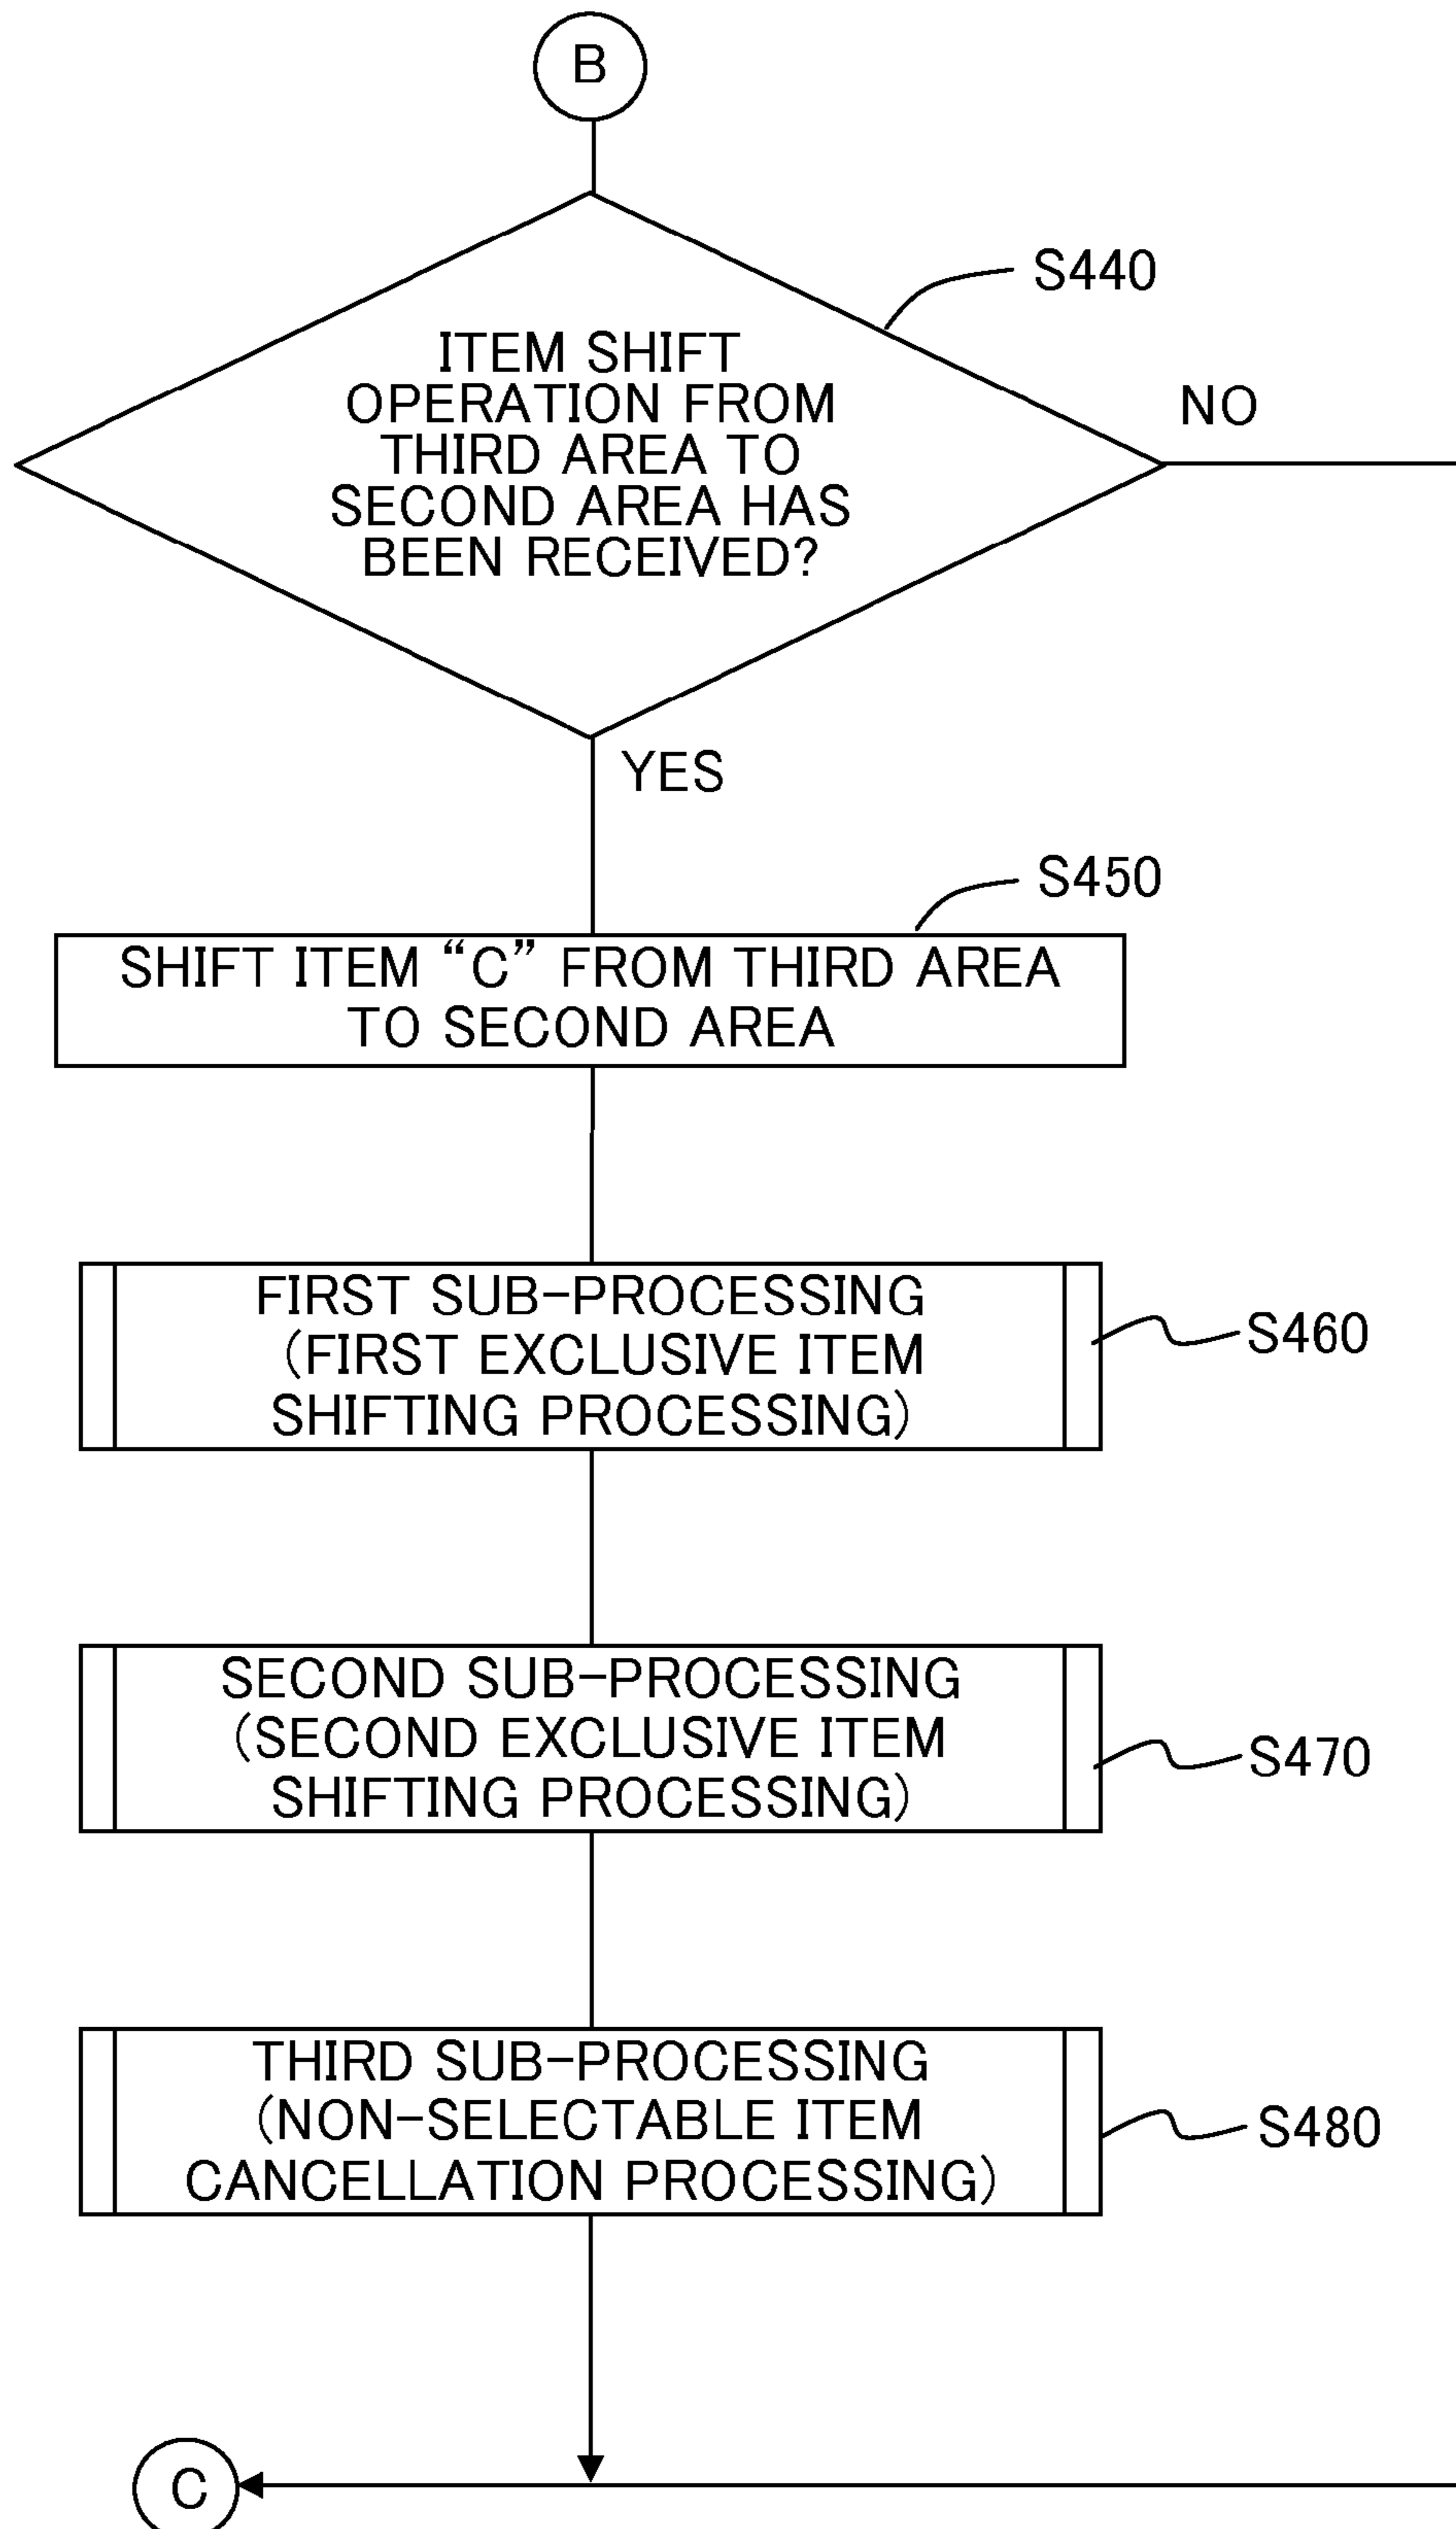 B
S440
ITEM SHIFT
OPERATION FROM
THIRD AREA TO
SECOND AREA HAS
BEEN RECEIVED?
NO
YES
S450
SHIFT ITEM “C” FROM THIRD AREA
TO SECOND AREA
FIRST SUB-PROCESSING
(FIRST EXCLUSIVE ITEM
SHIFTING PROCESSING)
S460
SECOND SUB-PROCESSING
(SECOND EXCLUSIVE ITEM
SHIFTING PROCESSING)
S470
THIRD SUB-PROCESSING
(NON-SELECTABLE ITEM
CANCELLATION PROCESSING)
S480
C